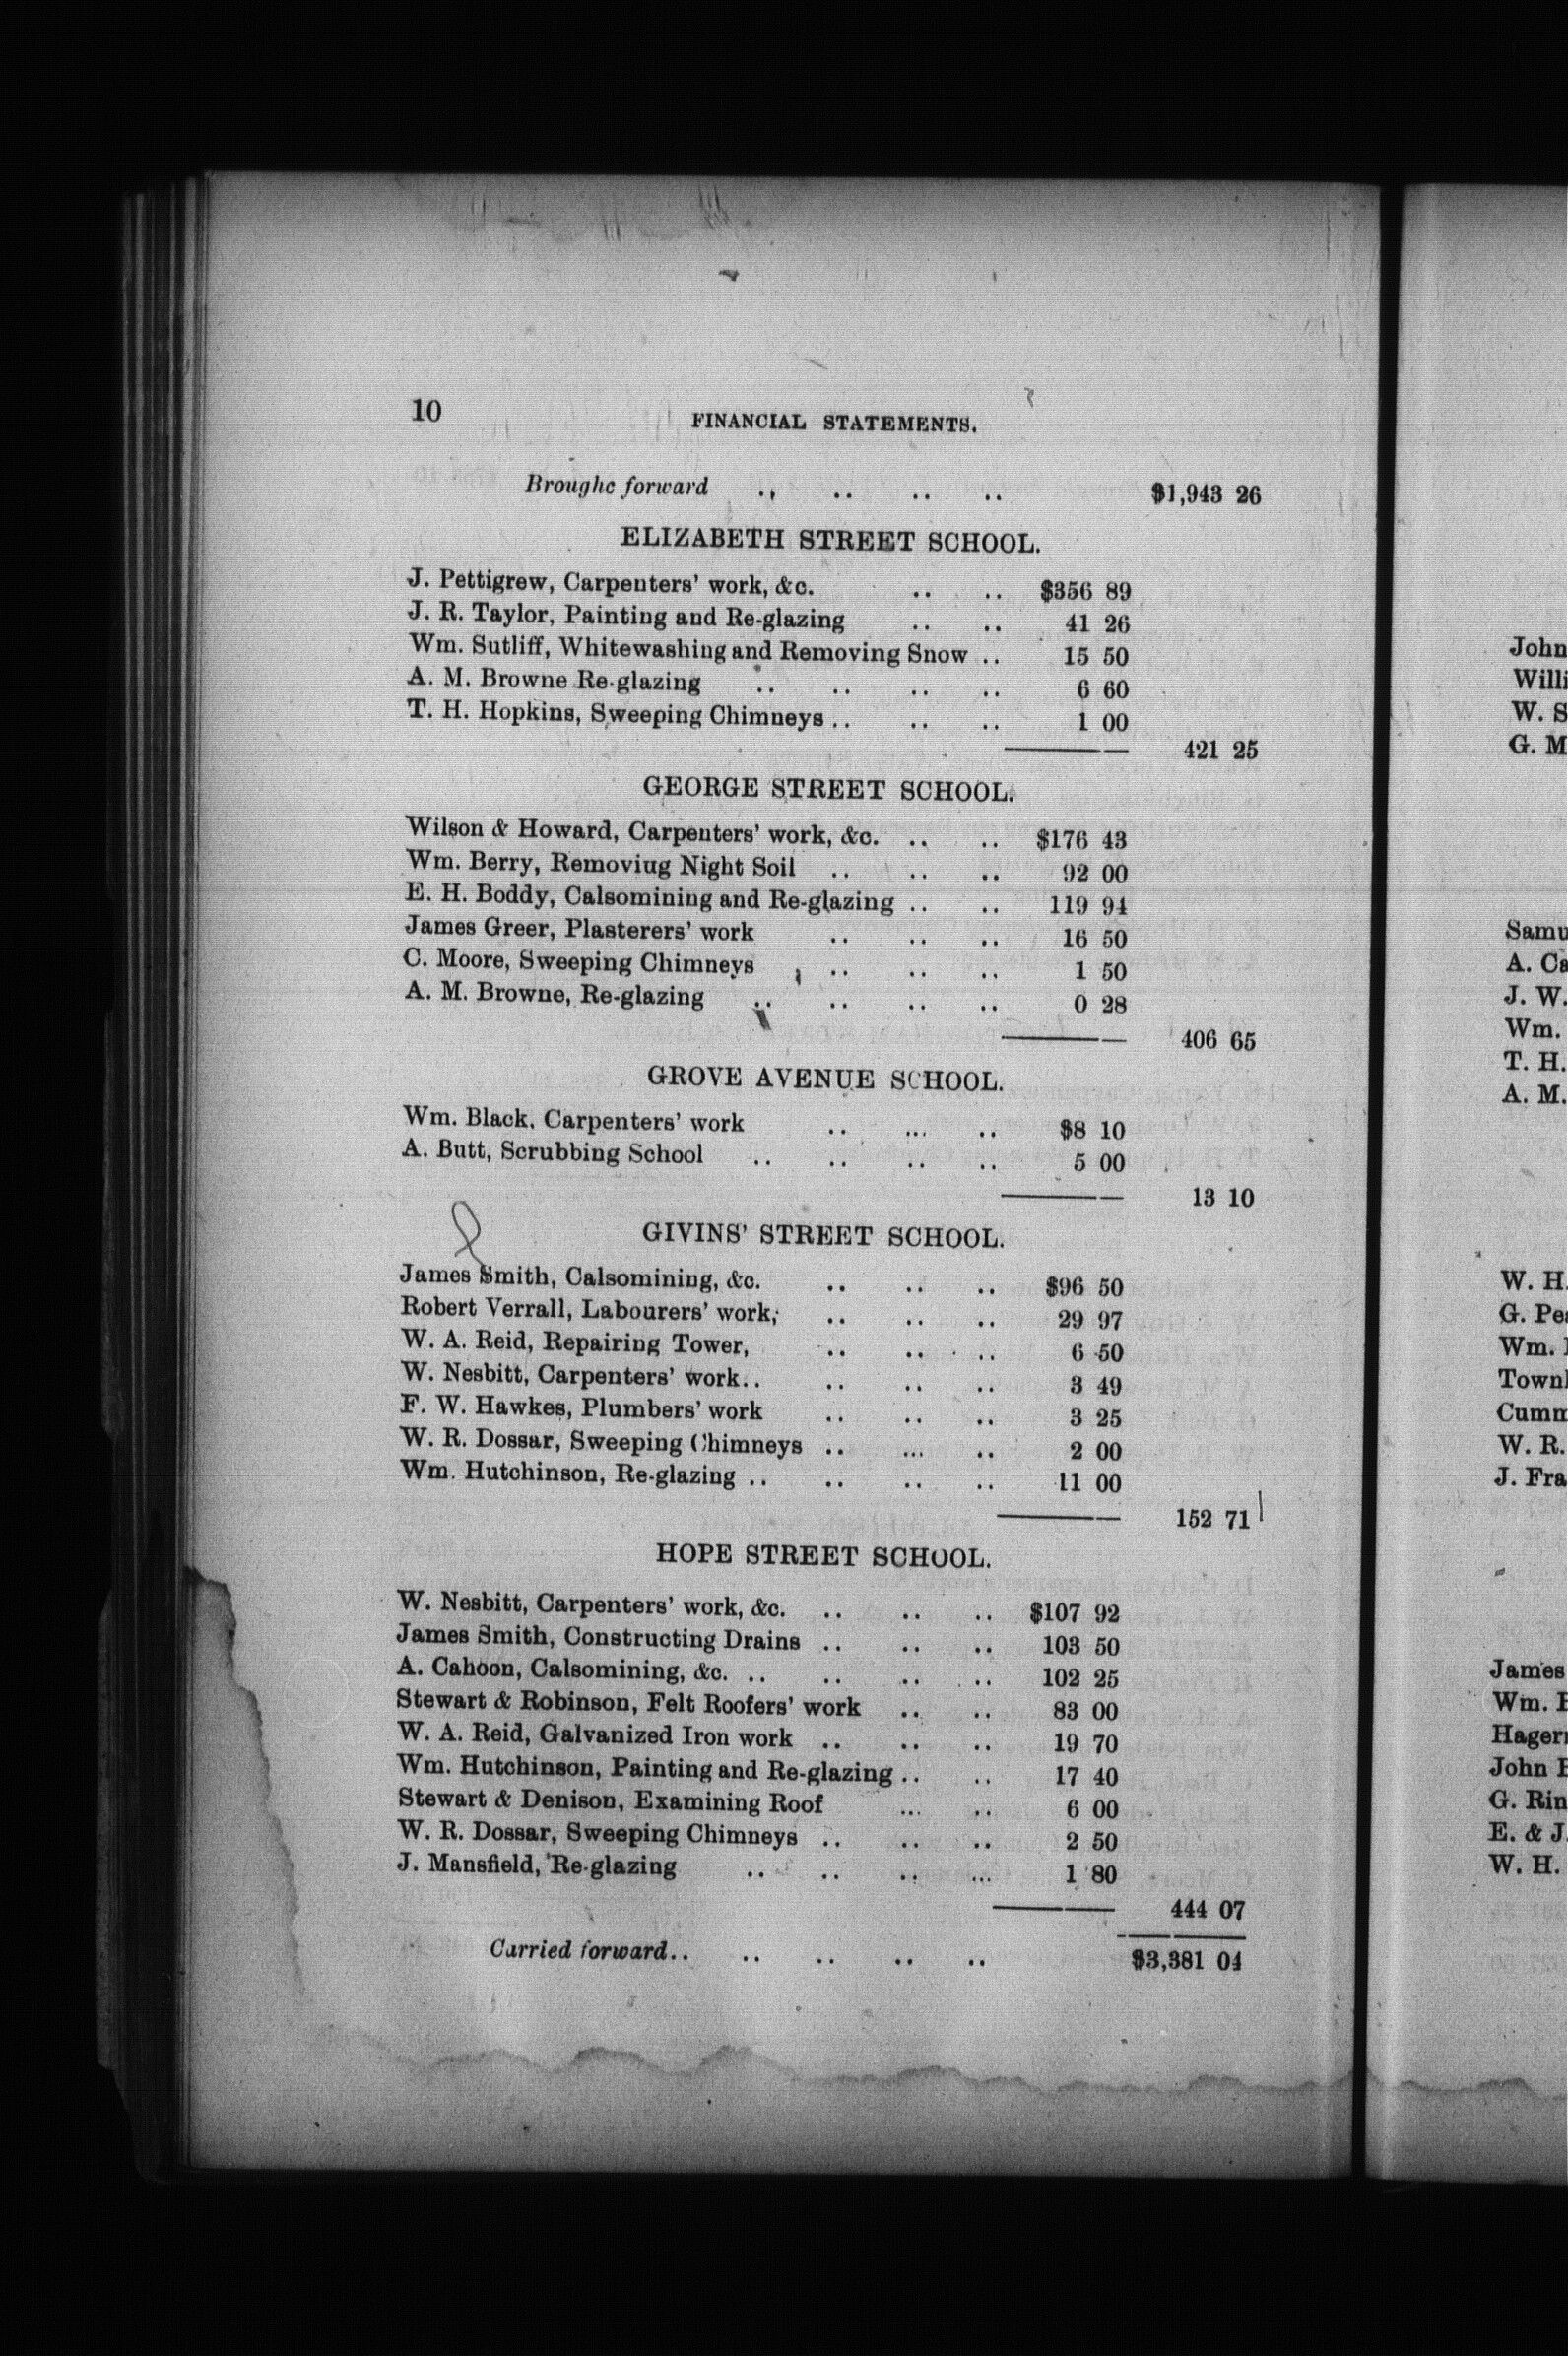 10 FINANCIAL STATEMENTS.
Broughc forward .. .. .. .. $1,943 26
ELIZABETH STREET SCHOOL.
J. Pettigrew, Carpenters' work, &c. .. .. $356 89
J. R. Taylor, Painting and Re-glazing .. .. 41 26
Wm. Sutliff, Whitewashing and Removing Snow .. 15 50
A. M. Browne Re-glazing .. .. .. .. 6 60
T. H. Hopkins, Sweeping Chimneys .. .. .. 1 00
421 25
GEORGE STREET SCHOOL.
Wilson & Howard, Carpenters' work, &c. .. .. $176 43
Wm. Berry, Removiug Night Soil .. .. .. 92 00
E. H. Boddy, Calsomining and Re-glazing .. .. 119 94
James Greer, Plasterers' work .. .. .. 16 50
C. Moore, Sweeping Chimneys .. .. .. 1 50
A. M. Browne, Re-glazing .. .. .. .. 0 28
406 65
GROVE AVENUE SCHOOL.
Wm. Black, Carpenters' work .. ... .. $8 10
A. Butt, Scrubbing School .. .. .. .. 5 00
13 10
GIVINS' STREET SCHOOL.
James Smith, Calsomining, &c. .. .. .. $96 50
Robert Verrall, Labourers' work, .. .. .. 29 97
W. A. Reid, Repairing Tower, .. .. .. 6 50
W. Nesbitt, Carpenters' work .. .. .. .. 3 49
F. W. Hawkes, Plumbers' work .. .. .. 3 25
W. R. Dossar, Sweeping Chimneys .. ... .. 2 00
Wm. Hutchinson, Re-glazing .. .. .. .. 11 00
152 71
HOPE STREET SCHOOL.
W. Nesbitt, Carpenters' work, &c. .. .. .. $107 92
James Smith, Constructing Drains .. .. .. 103 50
A. Cahoon, Calsomining, &c. .. .. .. .. 102 25
Stewart & Robinson, Felt Roofers' work .. .. 83 00
W. A. Reid, Galvanized Iron work .. .. .. 19 70
Wm. Hutchinson, Painting and Re-glazing .. .. 17 40
Stewart & Denison, Examining Roof ... .. 6 00
W. R. Dossar, Sweeping Chimneys .. .. .. 2 50
J. Mansfield, Re-glazing .. .. .. ... 1 80
444 07
Carried forward .. .. .. .. .. $3,381 04
John
Willi
W. S
G. M
Samu
A. Ca
J. W.
Wm.
T. H.
A. M.
W. H.
G. Pea
Wm.
Town
Cumm
W. R.
J. Fra
James
Wm.
Hager
John
G. Rin
E. & J.
W. H.